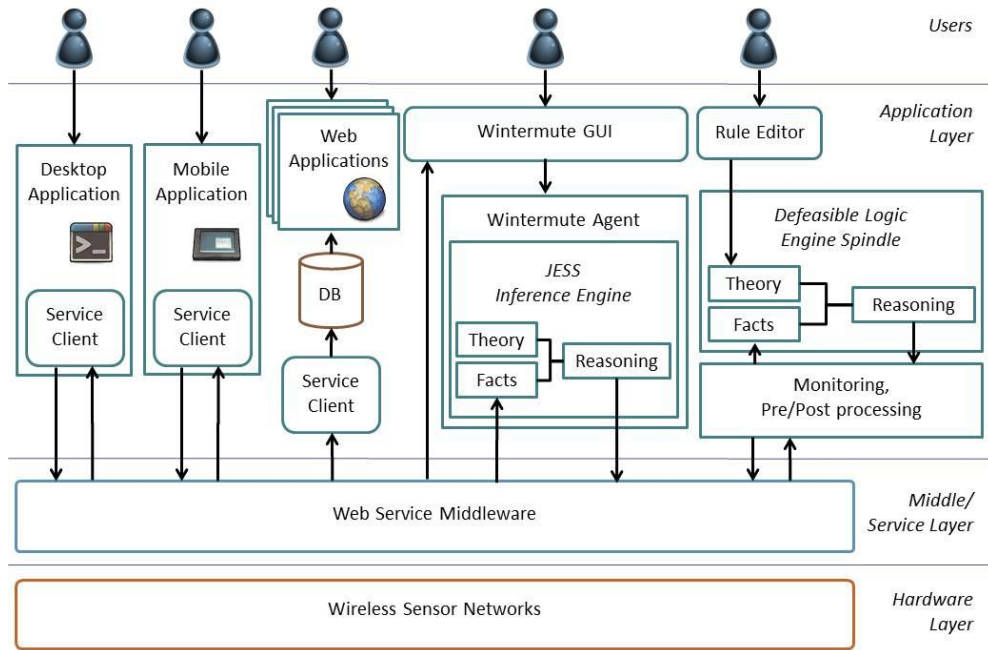 Users
Application
Layer
Desktop
Application
Service
Client
Mobile
Application
Service
Client
Web
Applications
DB
Service
Client
Wintermute GUI
Wintermute Agent
JESS
Inference Engine
Theory
Facts
Reasoning
Rule Editor
Defeasible Logic
Engine Spindle
Theory
Facts
Reasoning
Monitoring,
Pre/Post processing
Web Service Middleware
Middle/
Service Layer
Wireless Sensor Networks
Hardware
Layer